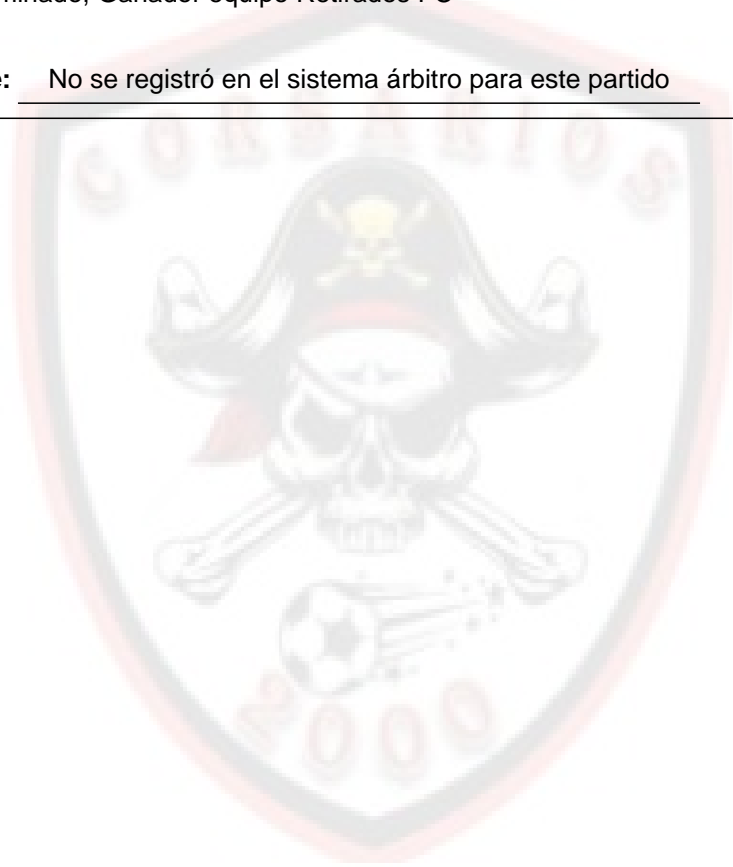 Ganador equipo Retirados FC
: No se registró en el sistema árbitro para este partido
CORSARIOS
2000